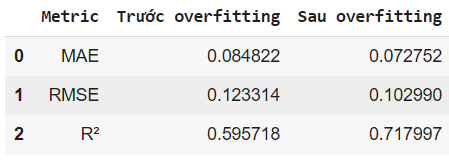 Metric Trước overfitting Sau overfitting
0 MAE 0.084822 0.072752
1 RMSE 0.123314 0.102990
2 R² 0.595718 0.717997